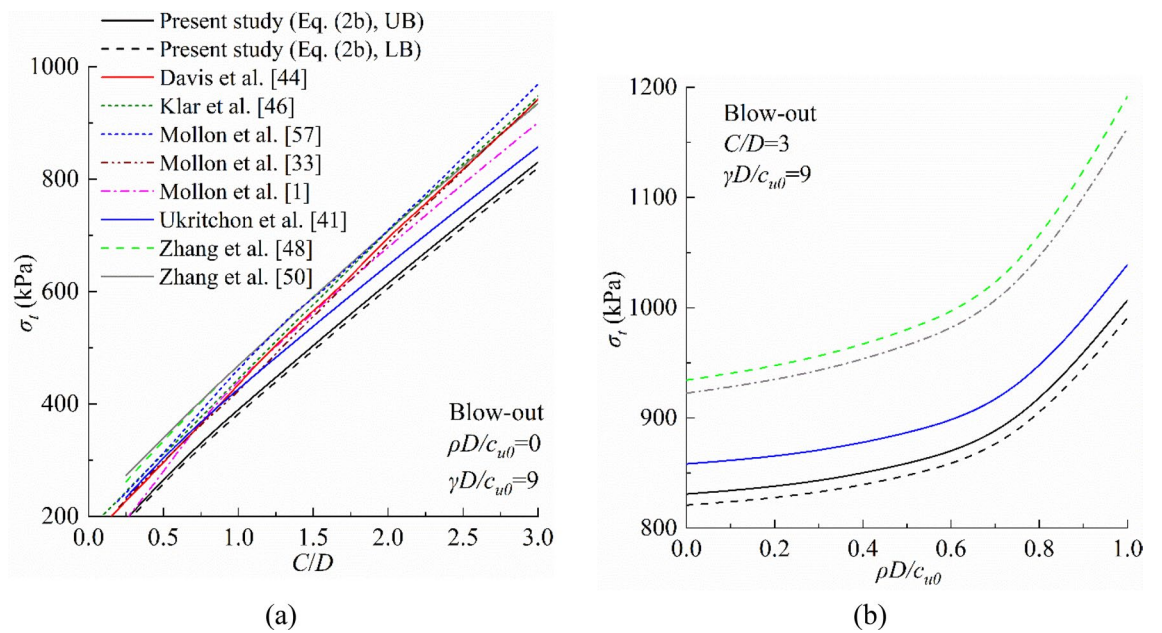 Present study (Eq. (2b), UB)
Present study (Eq. (2b), LB)
Davis et al. [44]
Klar et al. [46]
Mollon et al. [57]
Mollon et al. [33]
Mollon et al. [1]
Ukritchon et al. [41]
Zhang et al. [48]
Zhang et al. [50]
1000
800
600
400
200
σt (kPa)
Blow-out
ρD/cu0=0
γD/cu0=9
0.0 0.5 1.0 1.5 2.0 2.5 3.0
C/D
(a)
1200
1100
1000
900
800
σt (kPa)
Blow-out
C/D=3
γD/cu0=9
0.0 0.2 0.4 0.6 0.8 1.0
ρD/cu0
(b)